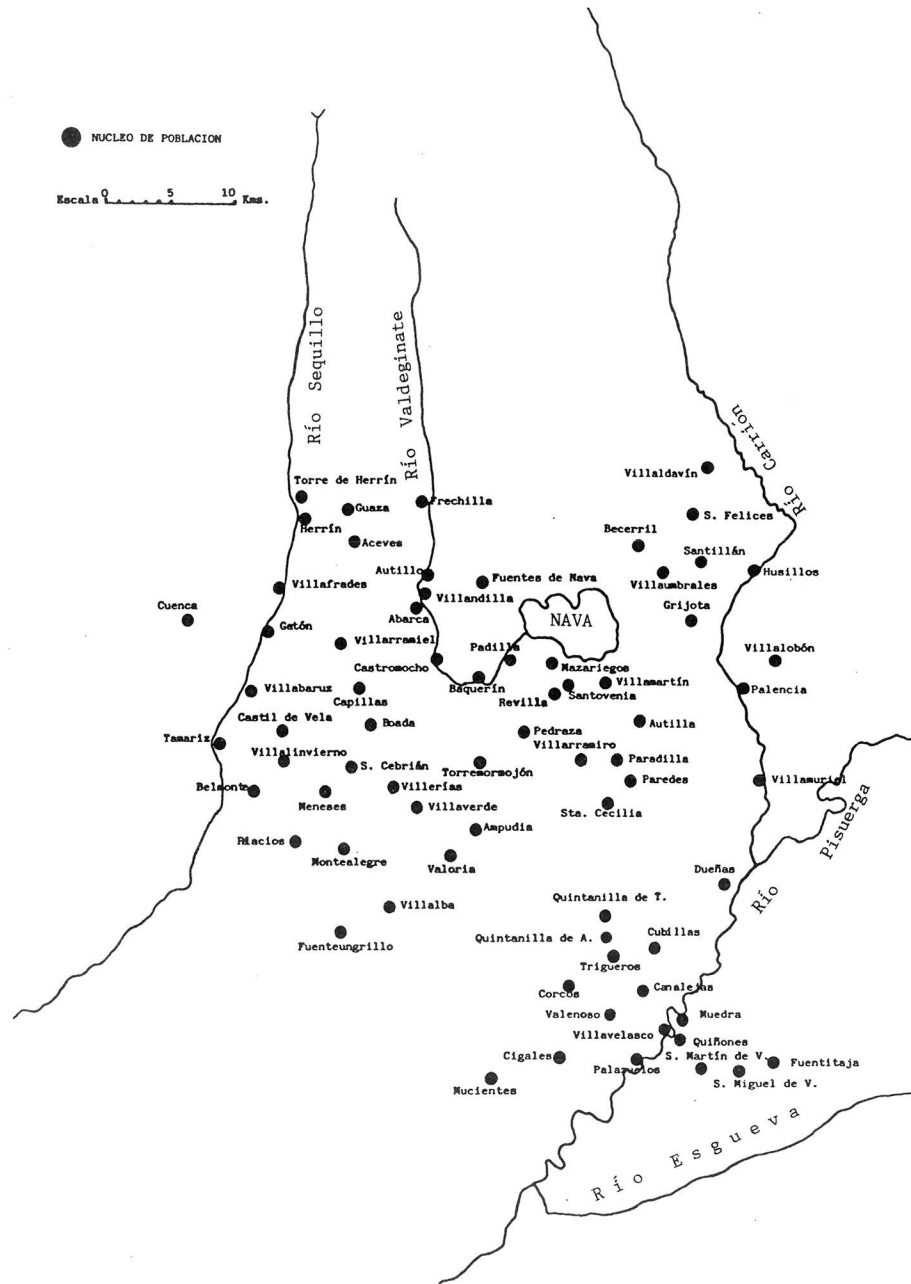 NUCLEO DE POBLACION
Escala 0 5 10 Kms.
Río Sequillo
Río Valdeginate
Río Carrión
Villaldavín
Torre de Herrín
Guaza
Frechilla
S. Felices
Herrín
Aceves
Becerril
Santillán
Autillo
Fuentes de Nava
Villaumbrales
Husillos
Villafrades
Villandilla
Cuenca
Abarca
NAVA
Grijota
Gatón
Villarramiel
Padilla
Villalobón
Castromocho
Mazariegos
Baquerín
Villamartín
Villabaruz
Capillas
Revilla
Santovenia
Palencia
Castil de Vela
Boada
Pedraza
Autilla
Tamariz
Villalinvierno
Villarramiro
Paradilla
S. Cebrián
Torremormojón
Paredes
Villamuriel
Belmonte
Meneses
Villerías
Villaverde
Sta. Cecilia
Río Pisuerga
Ampudia
Palacios
Montealegre
Valoria
Dueñas
Villalba
Quintanilla de T.
Fuenteungrillo
Quintanilla de A.
Cubillas
Trigueros
Corcos
Canalejas
Valenoso
Muedra
Villavelasco
Quiñones
Cigales
Palazuelos
S. Martín de V.
Fuentitaja
Mucientes
S. Miguel de V.
Río Esgueva